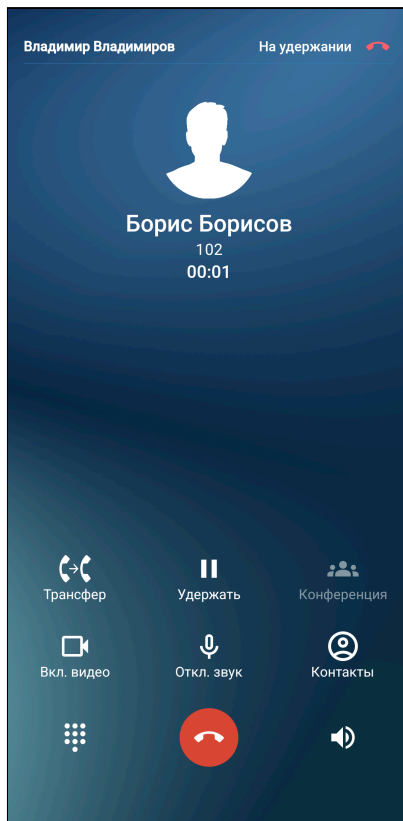 Владимир Владимиров На удержании
Борис Борисов
102
00:01
Трансфер Удержать Конференция
Вкл. видео Откл. звук Контакты